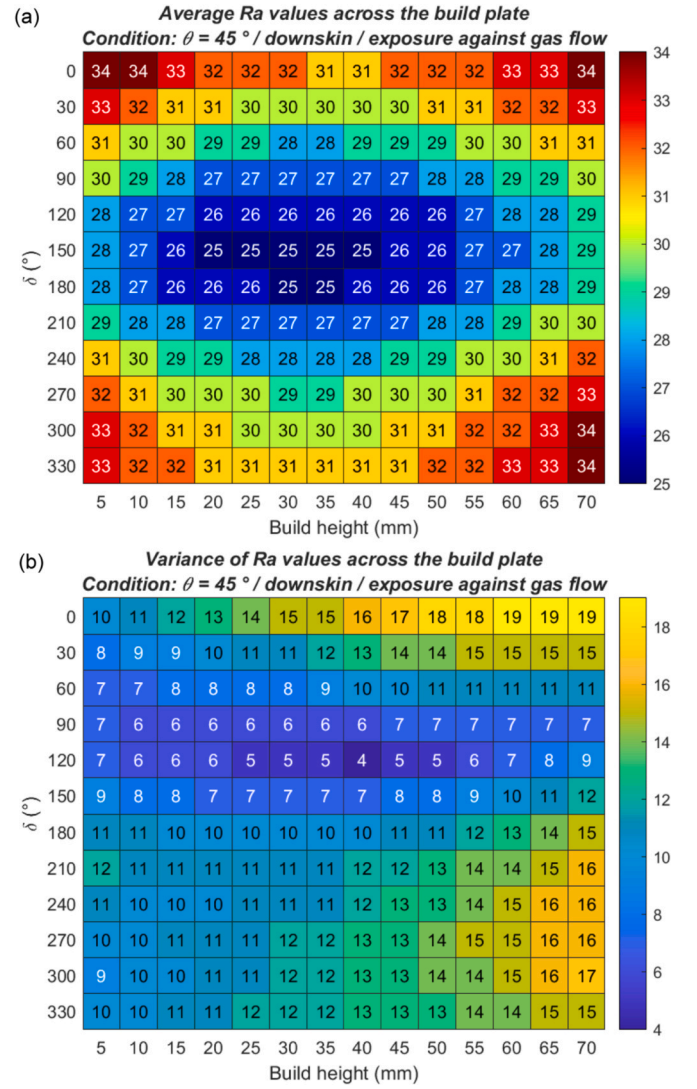 (a)
Average Ra values across the build plate
Condition: θ = 45 ° / downskin / exposure against gas flow
0 34 34 33 32 32 32 31 31 32 32 32 33 33 34
30 33 32 31 31 30 30 30 30 30 31 31 32 32 33
60 31 30 30 29 29 28 28 29 29 29 30 30 31 31
90 30 29 28 27 27 27 27 27 28 28 28 29 29 30
120 28 27 27 26 26 26 26 26 26 26 27 28 28 29
150 28 27 26 25 25 25 25 25 26 26 27 27 28 29
180 28 27 26 26 26 25 25 26 26 26 27 28 28 29
210 29 28 28 27 27 27 27 27 28 28 28 29 30 30
240 31 30 29 29 28 28 28 28 29 29 30 30 31 32
270 32 31 30 30 30 29 29 30 30 30 31 32 32 33
300 33 32 31 31 30 30 30 30 31 31 32 32 33 34
330 33 32 32 31 31 31 31 31 31 32 32 33 33 34
δ (°)
5 10 15 20 25 30 35 40 45 50 55 60 65 70
Build height (mm)
34
33
32
31
30
29
28
27
26
25
(b)
Variance of Ra values across the build plate
Condition: θ = 45 ° / downskin / exposure against gas flow
0 10 11 12 13 14 15 15 16 17 18 18 19 19 19
30 8 9 9 10 11 11 12 13 14 14 15 15 15 15
60 7 7 8 8 8 8 9 10 10 11 11 11 11 11
90 7 6 6 6 6 6 6 6 7 7 7 7 7 7
120 7 6 6 6 5 5 5 4 5 5 6 7 8 9
150 9 8 8 7 7 7 7 7 8 8 9 10 11 12
180 11 11 10 10 10 10 10 10 11 11 12 13 14 15
210 12 11 11 11 11 11 11 12 12 13 14 14 15 16
240 11 10 10 10 11 11 11 12 13 13 14 15 16 16
270 10 10 11 11 11 12 12 13 13 14 15 15 16 16
300 9 10 10 11 11 12 12 13 13 14 14 15 16 17
330 10 10 11 11 12 12 12 13 13 13 14 14 15 15
δ (°)
5 10 15 20 25 30 35 40 45 50 55 60 65 70
Build height (mm)
18
16
14
12
10
8
6
4